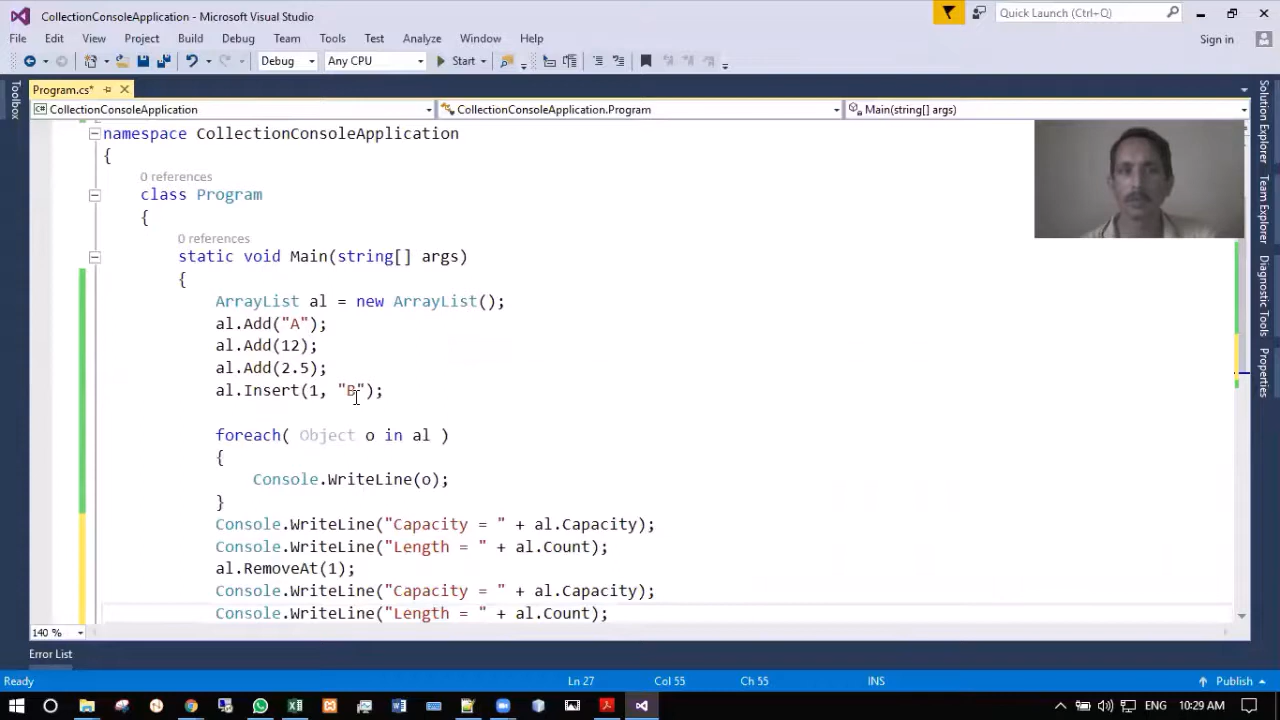 CollectionConsoleApplication - Microsoft Visual Studio
Quick Launch (Ctrl+Q)
File Edit View Project Build Debug Team Tools Test Analyze Window Help
Sign in
Debug Any CPU Start
Program.cs*
CollectionConsoleApplication CollectionConsoleApplication.Program Main(string[] args)
Toolbox
Solution Explorer
Team Explorer
Diagnostic Tools
Properties
namespace CollectionConsoleApplication
{
0 references
class Program
{
0 references
static void Main(string[] args)
{
ArrayList al = new ArrayList();
al.Add("A");
al.Add(12);
al.Add(2.5);
al.Insert(1, "B");
foreach( Object o in al )
{
Console.WriteLine(o);
}
Console.WriteLine("Capacity = " + al.Capacity);
Console.WriteLine("Length = " + al.Count);
al.RemoveAt(1);
Console.WriteLine("Capacity = " + al.Capacity);
Console.WriteLine("Length = " + al.Count);
140 %
Error List
Ready Ln 27 Col 55 Ch 55 INS Publish
ENG 10:29 AM